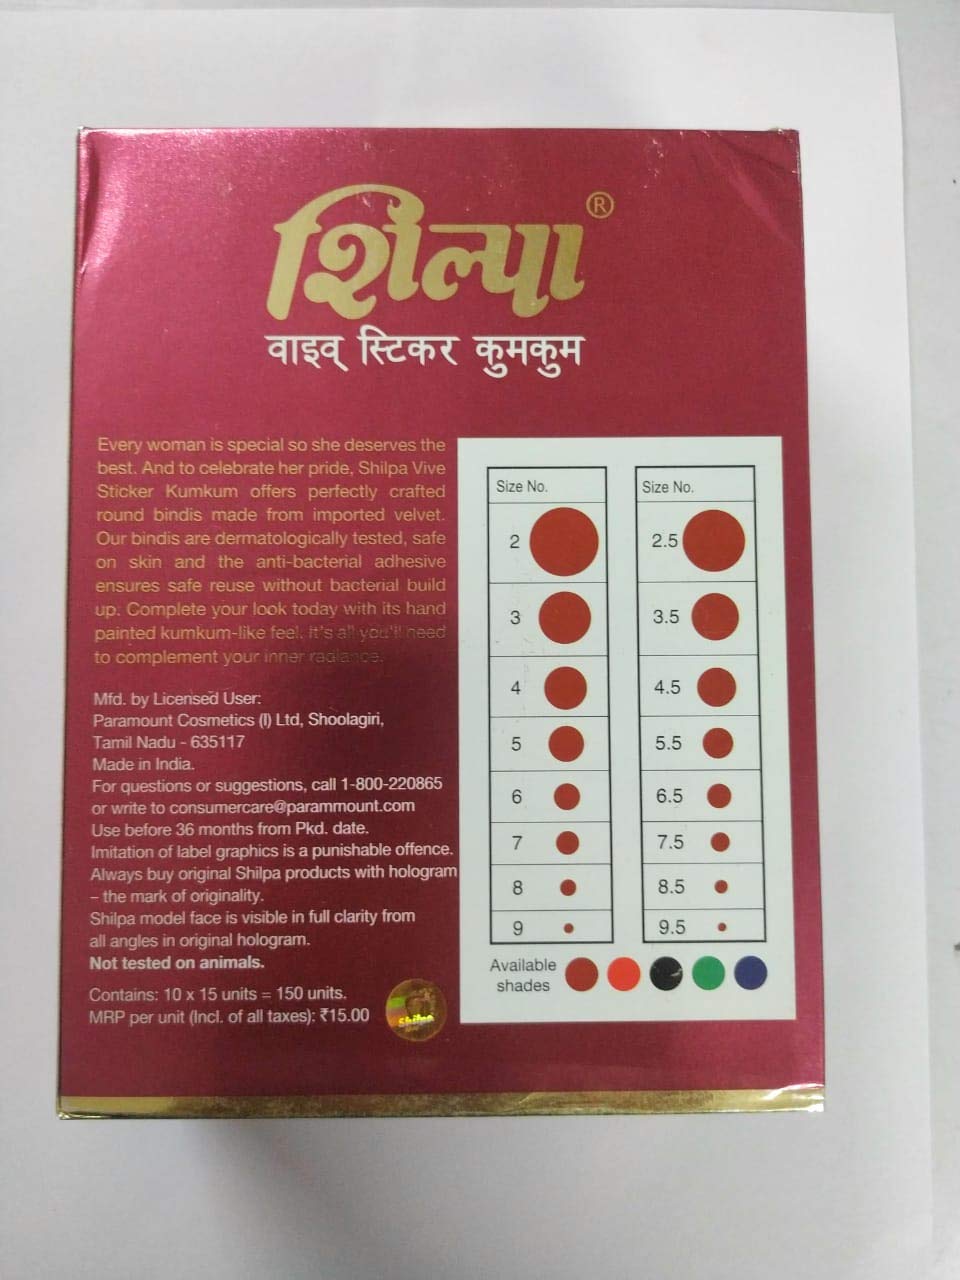 शिल्पा ®
वाइव् स्टिकर कुमकुम
Every woman is special so she deserves the
best. And to celebrate her pride, Shilpa Vive
Sticker Kumkum offers perfectly crafted
round bindis made from imported velvet.
Our bindis are dermatologically tested, safe
on skin and the anti-bacterial adhesive
ensures safe reuse without bacterial build
up. Complete your look today with its hand
painted kumkum-like feel. It's all you'll need
to complement your inner radiance.
Mfd. by Licensed User:
Paramount Cosmetics (I) Ltd, Shoolagiri,
Tamil Nadu - 635117
Made in India.
For questions or suggestions, call 1-800-220865
or write to consumercare@parammount.com
Use before 36 months from Pkd. date.
Imitation of label graphics is a punishable offence.
Always buy original Shilpa products with hologram
– the mark of originality.
Shilpa model face is visible in full clarity from
all angles in original hologram.
Not tested on animals.
Contains: 10 x 15 units = 150 units.
MRP per unit (Incl. of all taxes): ₹15.00
Shilpa
Size No.
2
3
4
5
6
7
8
9
Size No.
2.5
3.5
4.5
5.5
6.5
7.5
8.5
9.5
Available
shades